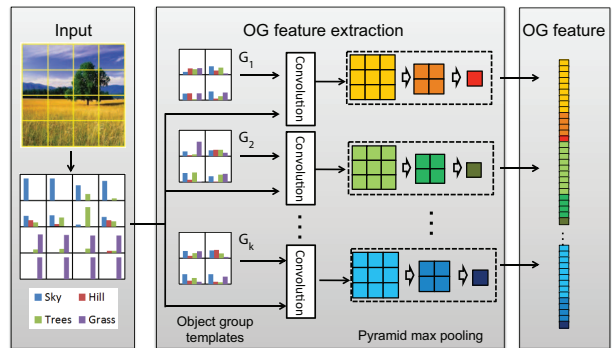 Input
OG feature extraction
OG feature
G1
Convolution
G2
Convolution
Gk
Convolution
Sky
Hill
Trees
Grass
Object group
templates
Pyramid max pooling